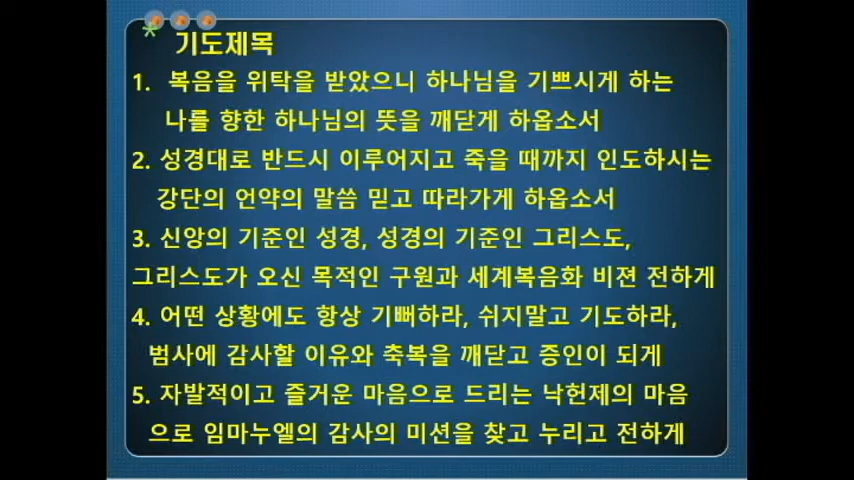 기도제목
1. 복음을 위탁을 받았으니 하나님을 기쁘시게 하는
나를 향한 하나님의 뜻을 깨닫게 하옵소서
2. 성경대로 반드시 이루어지고 죽을 때까지 인도하시는
강단의 언약의 말씀 믿고 따라가게 하옵소서
3. 신앙의 기준인 성경, 성경의 기준인 그리스도,
그리스도가 오신 목적인 구원과 세계복음화 비젼 전하게
4. 어떤 상황에도 항상 기뻐하라, 쉬지말고 기도하라,
범사에 감사할 이유와 축복을 깨닫고 증인이 되게
5. 자발적이고 즐거운 마음으로 드리는 낙헌제의 마음
으로 임마누엘의 감사의 미션을 찾고 누리고 전하게